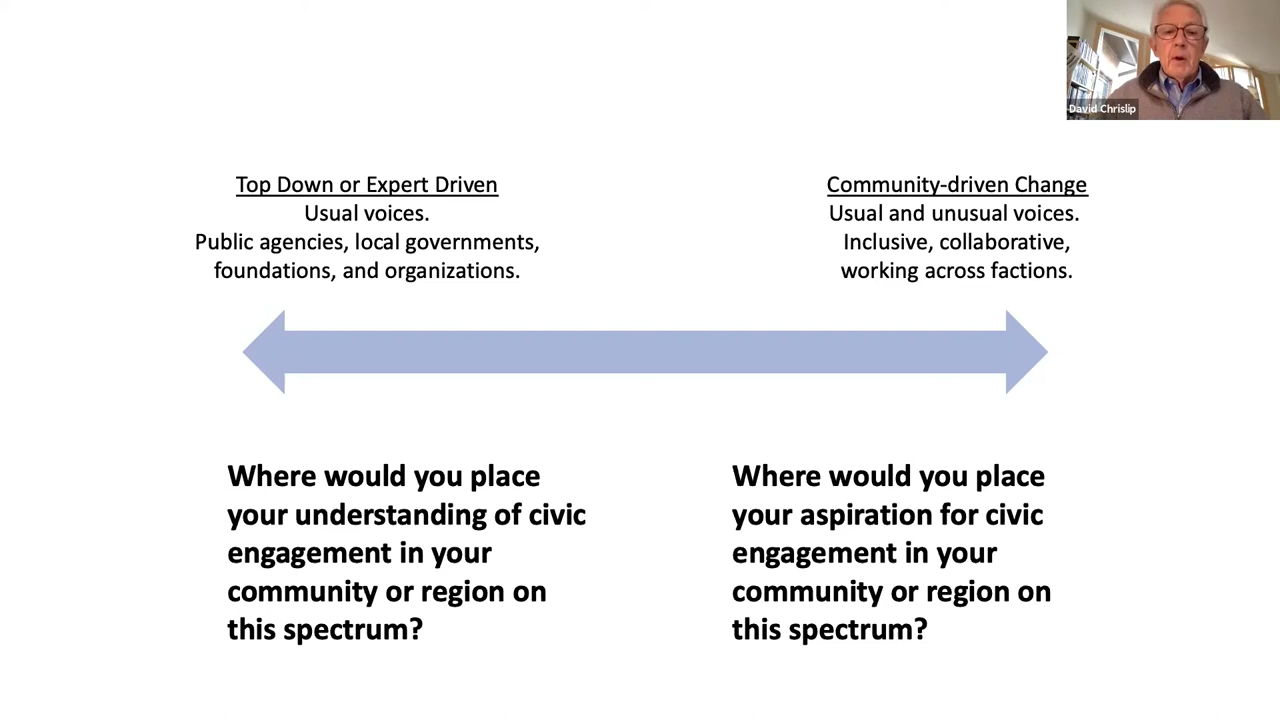 David Chrislip
Top Down or Expert Driven
Usual voices.
Public agencies, local governments,
foundations, and organizations.
Community-driven Change
Usual and unusual voices.
Inclusive, collaborative,
working across factions.
Where would you place
your understanding of civic
engagement in your
community or region on
this spectrum?
Where would you place
your aspiration for civic
engagement in your
community or region on
this spectrum?